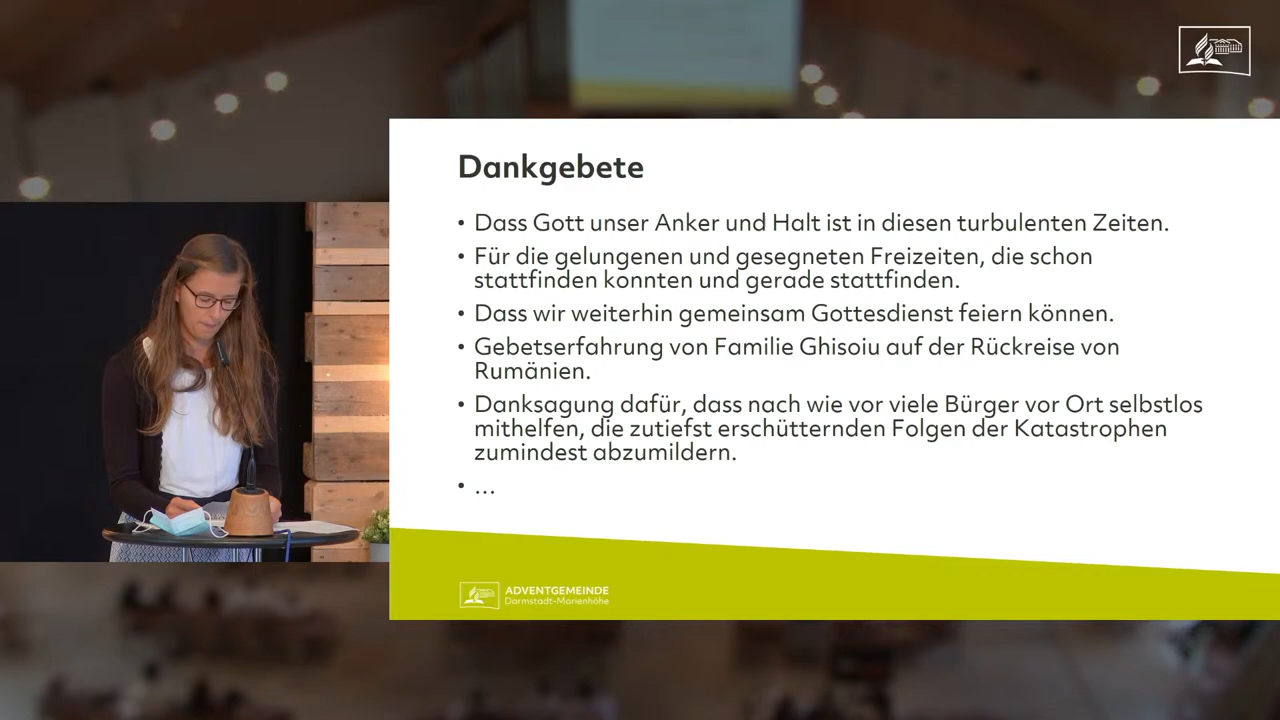 Dankgebete
• Dass Gott unser Anker und Halt ist in diesen turbulenten Zeiten.
• Für die gelungenen und gesegneten Freizeiten, die schon
stattfinden konnten und gerade stattfinden.
• Dass wir weiterhin gemeinsam Gottesdienst feiern können.
• Gebetserfahrung von Familie Ghisoiu auf der Rückreise von
Rumänien.
• Danksagung dafür, dass nach wie vor viele Bürger vor Ort selbstlos
mithelfen, die zutiefst erschütternden Folgen der Katastrophen
zumindest abzumildern.
• ...
ADVENTGEMEINDE
Darmstadt-Marienhöhe